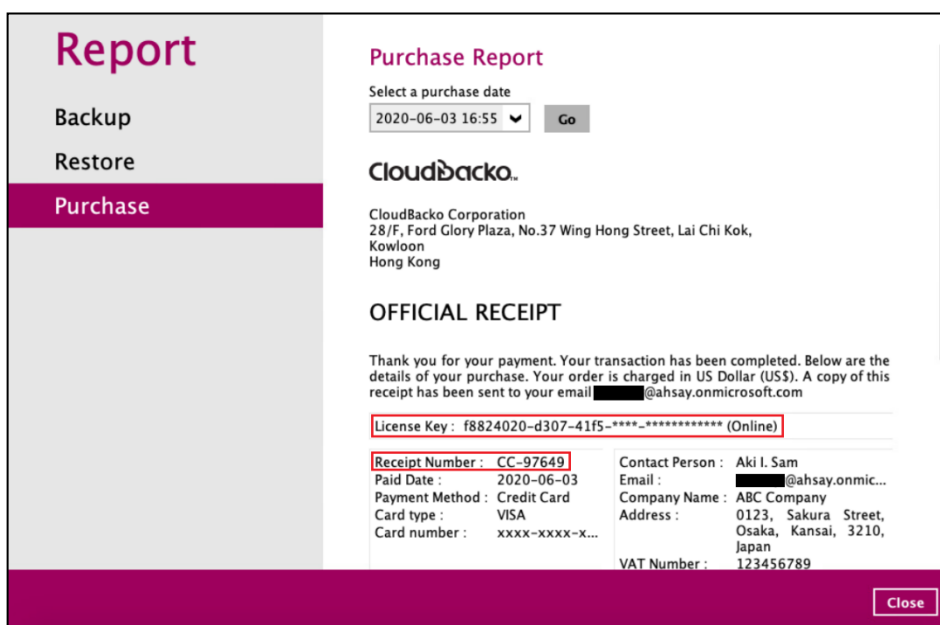 Report
Backup
Restore
Purchase
Purchase Report
Select a purchase date
2020-06-03 16:55
Go
CloudBacko™
CloudBacko Corporation
28/F, Ford Glory Plaza, No.37 Wing Hong Street, Lai Chi Kok,
Kowloon
Hong Kong
OFFICIAL RECEIPT
Thank you for your payment. Your transaction has been completed. Below are the
details of your purchase. Your order is charged in US Dollar (US$). A copy of this
receipt has been sent to your email @ahsay.onmicrosoft.com
License Key : f8824020-d307-41f5-****-************ (Online)
Receipt Number : CC-97649
Paid Date : 2020-06-03
Payment Method : Credit Card
Card type : VISA
Card number : xxxx-xxxx-x...
Contact Person : Aki I. Sam
Email : @ahsay.onmic...
Company Name : ABC Company
Address : 0123, Sakura Street,
Osaka, Kansai, 3210,
Japan
VAT Number : 123456789
Close